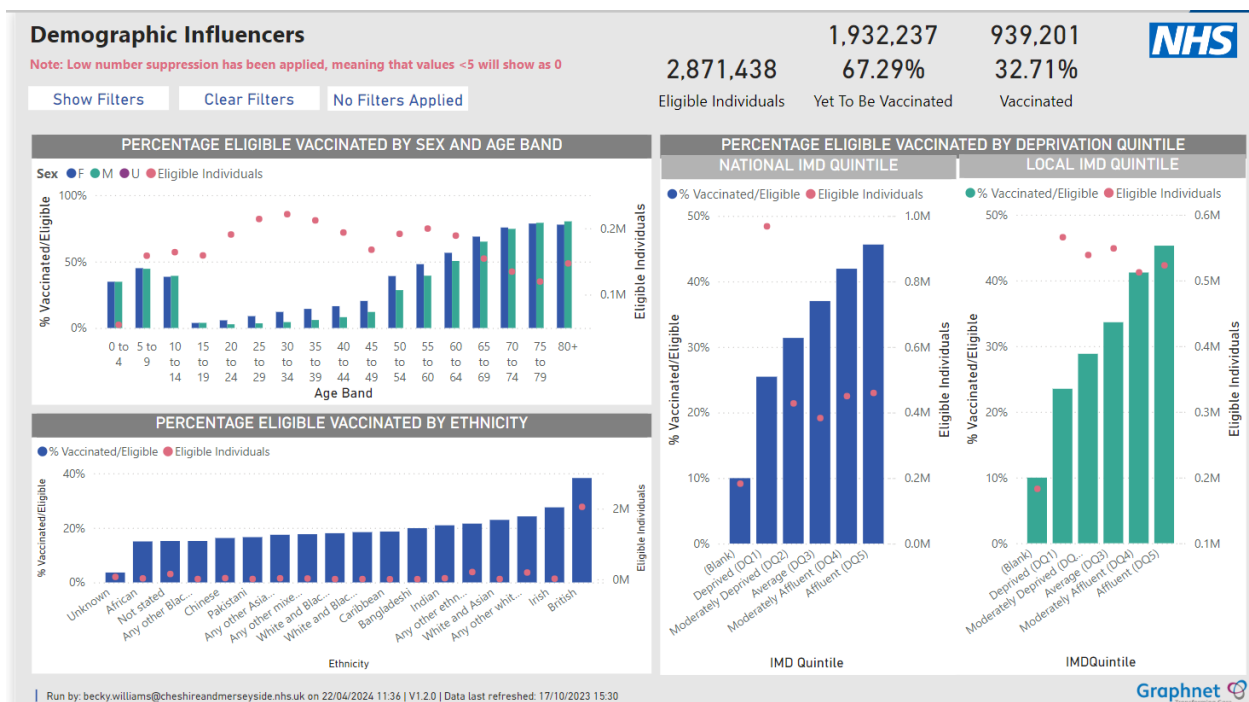 Demographic Influencers
Note: Low number suppression has been applied, meaning that values <5 will show as 0
Show Filters Clear Filters No Filters Applied
2,871,438
Eligible Individuals
1,932,237
67.29%
Yet To Be Vaccinated
939,201
32.71%
Vaccinated
NHS
PERCENTAGE ELIGIBLE VACCINATED BY SEX AND AGE BAND
Sex F M U Eligible Individuals
% Vaccinated/Eligible
100%
50%
0%
0.2M
0.1M
Eligible Individuals
0 to 4
5 to 9
10 to 14
15 to 19
20 to 24
25 to 29
30 to 34
35 to 39
40 to 44
45 to 49
50 to 54
55 to 60
60 to 64
65 to 69
70 to 74
75 to 79
80+
Age Band
PERCENTAGE ELIGIBLE VACCINATED BY ETHNICITY
% Vaccinated/Eligible Eligible Individuals
% Vaccinated/Eligible
40%
20%
0%
2M
0M
Eligible Individuals
Unknown
African
Not stated
Any other Blac...
Chinese
Pakistani
Any other Asia...
Any other mixe...
White and Blac...
White and Blac...
Caribbean
Bangladeshi
Indian
Any other ethn...
White and Asian
Any other whit...
Irish
British
Ethnicity
PERCENTAGE ELIGIBLE VACCINATED BY DEPRIVATION QUINTILE
NATIONAL IMD QUINTILE
% Vaccinated/Eligible Eligible Individuals
% Vaccinated/Eligible
50%
40%
30%
20%
10%
0%
1.0M
0.8M
0.6M
0.4M
0.2M
0.0M
Eligible Individuals
(Blank)
Deprived (DQ1)
Moderately Deprived (DQ2)
Average (DQ3)
Moderately Affluent (DQ4)
Affluent (DQ5)
IMD Quintile
LOCAL IMD QUINTILE
% Vaccinated/Eligible Eligible Individuals
% Vaccinated/Eligible
50%
40%
30%
20%
10%
0%
0.6M
0.5M
0.4M
0.3M
0.2M
0.1M
Eligible Individuals
(Blank)
Deprived (DQ1)
Moderately Deprived (DQ...
Average (DQ3)
Moderately Affluent (DQ4)
Affluent (DQ5)
IMDQuintile
Run by: becky.williams@cheshireandmerseyside.nhs.uk on 22/04/2024 11:36 | V1.2.0 | Data last refreshed: 17/10/2023 15:30
Graphnet